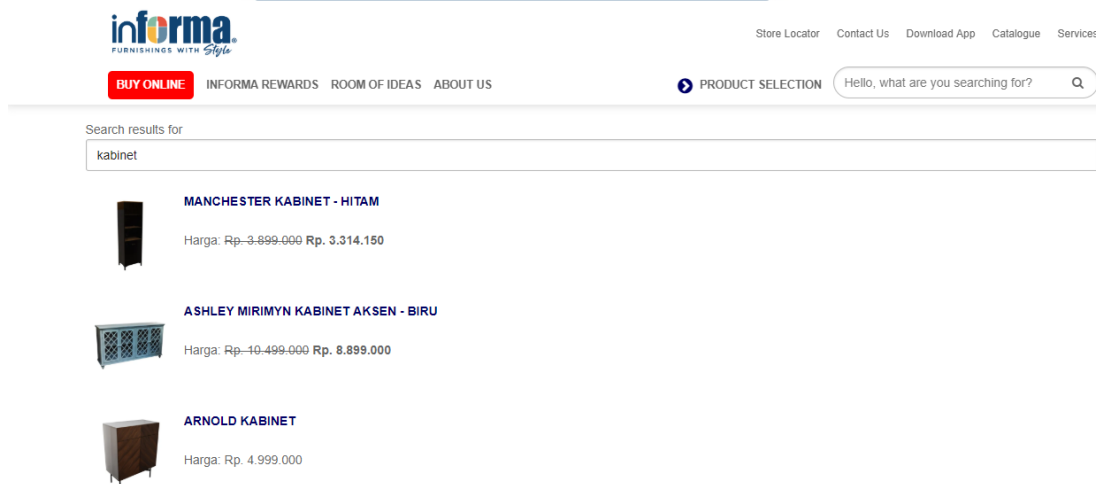 informa.
FURNISHINGS WITH Style
Store Locator Contact Us Download App Catalogue Services
BUY ONLINE INFORMA REWARDS ROOM OF IDEAS ABOUT US PRODUCT SELECTION Hello, what are you searching for?
Search results for
kabinet
MANCHESTER KABINET - HITAM
Harga: Rp. 3.899.000 Rp. 3.314.150
ASHLEY MIRIMYN KABINET AKSEN - BIRU
Harga: Rp. 10.499.000 Rp. 8.899.000
ARNOLD KABINET
Harga: Rp. 4.999.000